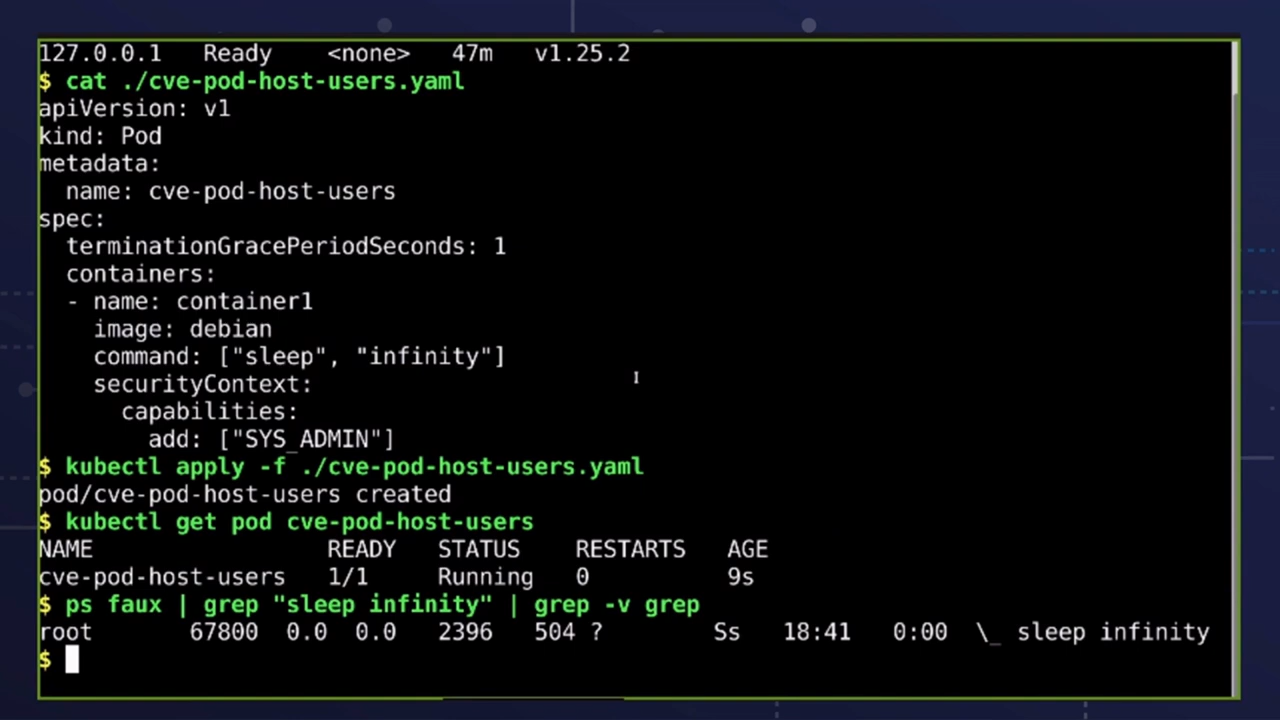 127.0.0.1   Ready    <none>   47m   v1.25.2
$ cat ./cve-pod-host-users.yaml
apiVersion: v1
kind: Pod
metadata:
  name: cve-pod-host-users
spec:
  terminationGracePeriodSeconds: 1
  containers:
  - name: container1
    image: debian
    command: ["sleep", "infinity"]
    securityContext:
      capabilities:
        add: ["SYS_ADMIN"]
$ kubectl apply -f ./cve-pod-host-users.yaml
pod/cve-pod-host-users created
$ kubectl get pod cve-pod-host-users
NAME                 READY   STATUS    RESTARTS   AGE
cve-pod-host-users   1/1     Running   0          9s
$ ps faux | grep "sleep infinity" | grep -v grep
root       67800  0.0  0.0   2396   504 ?        Ss   18:41   0:00  \_ sleep infinity
$